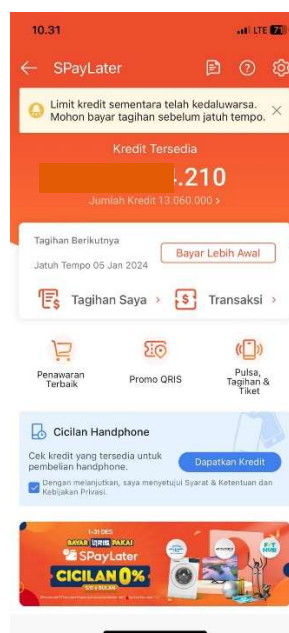 10.31
LTE 71
SPayLater
Limit kredit sementara telah kedaluwarsa.
Mohon bayar tagihan sebelum jatuh tempo.
Kredit Tersedia
.210
Jumlah Kredit 13.060.000 >
Tagihan Berikutnya
Jatuh Tempo 05 Jan 2024
Bayar Lebih Awal
Tagihan Saya >
Transaksi >
Penawaran
Terbaik
Promo QRIS
Pulsa,
Tagihan &
Tiket
Cicilan Handphone
Cek kredit yang tersedia untuk
pembelian handphone.
Dapatkan Kredit
Dengan melanjutkan, saya menyetujui Syarat & Ketentuan dan
Kebijakan Privasi.
1-31 DES
BAYAR QRIS PAKAI
SPayLater
CICILAN 0%